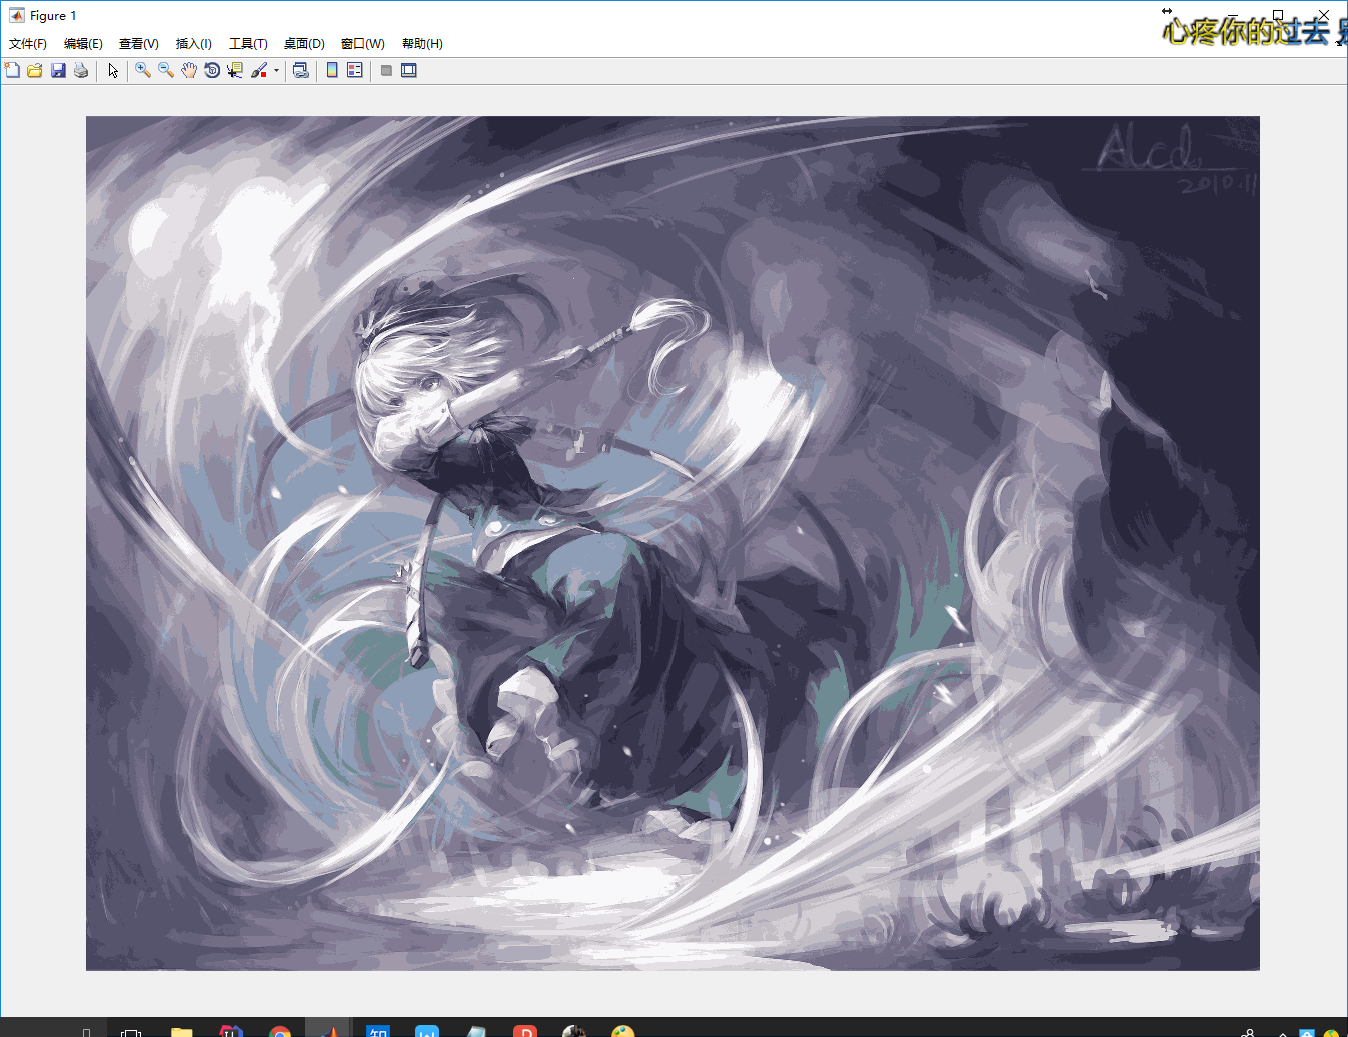 Figure 1
心疼你的过去
文件(F) 编辑(E) 查看(V) 插入(I) 工具(T) 桌面(D) 窗口(W) 帮助(H)
Alcd
2010.11
知